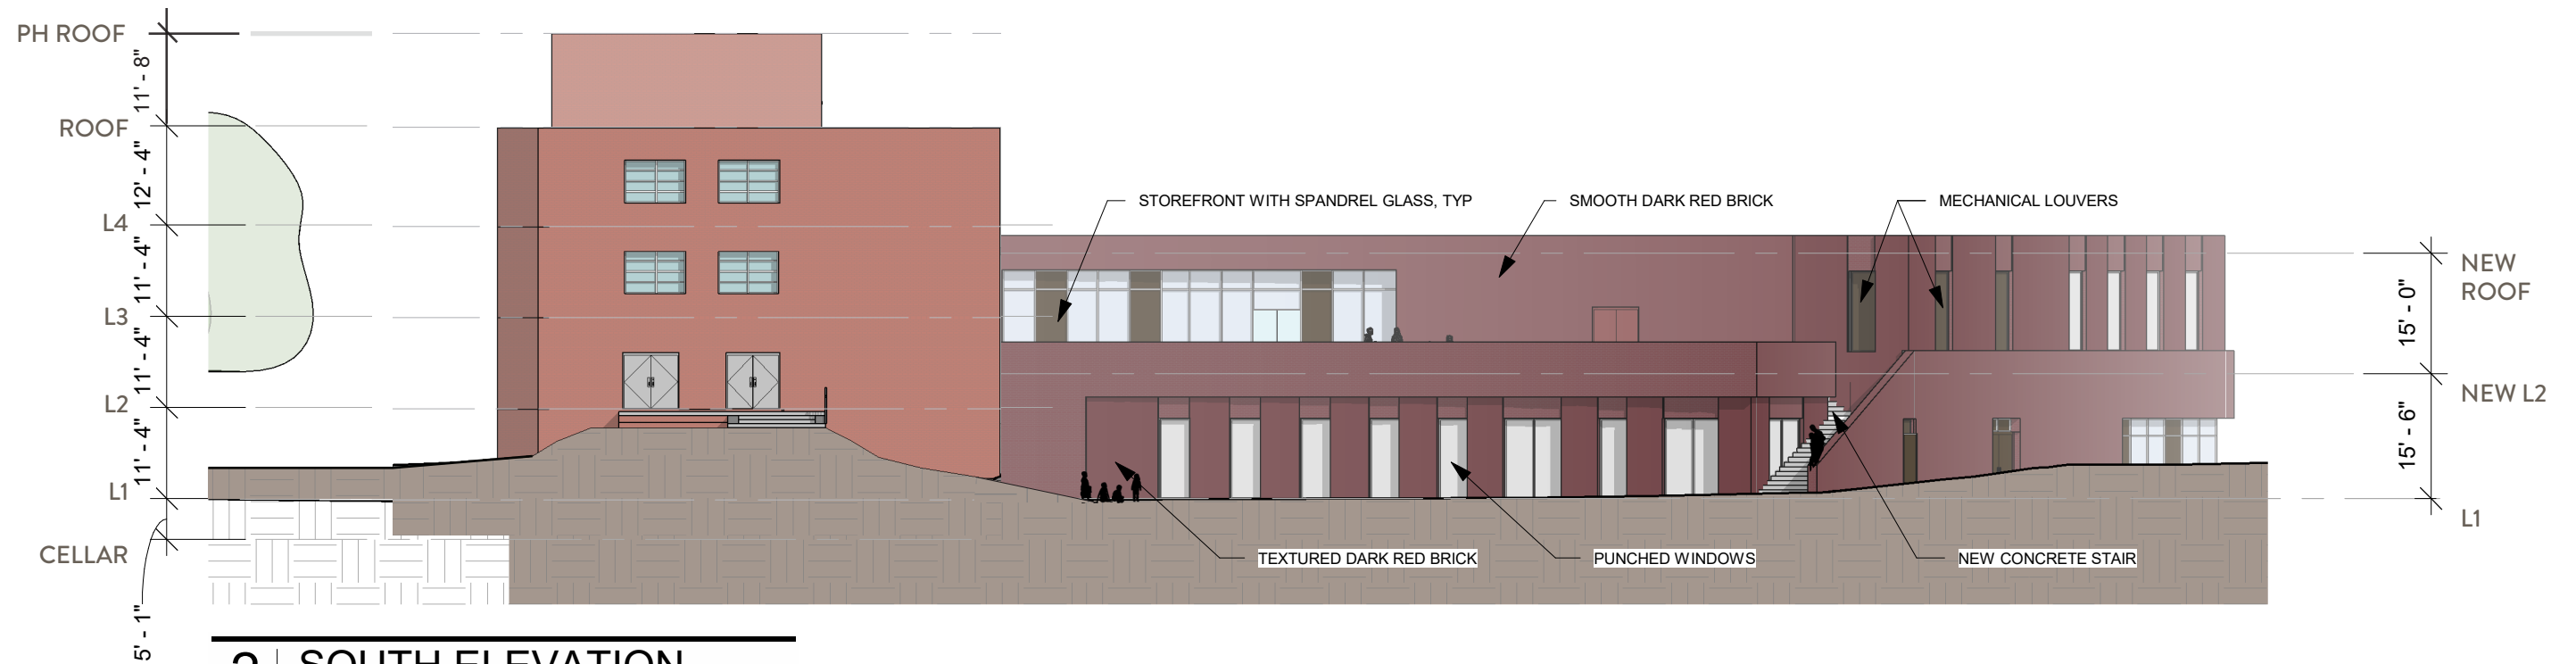 PH ROOF
11' - 8"
ROOF
12' - 4"
L4
11' - 4"
L3
11' - 4"
L2
11' - 4"
L1
CELLAR
5' - 1"
STOREFRONT WITH SPANDREL GLASS, TYP
SMOOTH DARK RED BRICK
MECHANICAL LOUVERS
NEW
ROOF
15' - 0"
NEW L2
15' - 6"
L1
TEXTURED DARK RED BRICK
PUNCHED WINDOWS
NEW CONCRETE STAIR
SOUTH ELEVATION